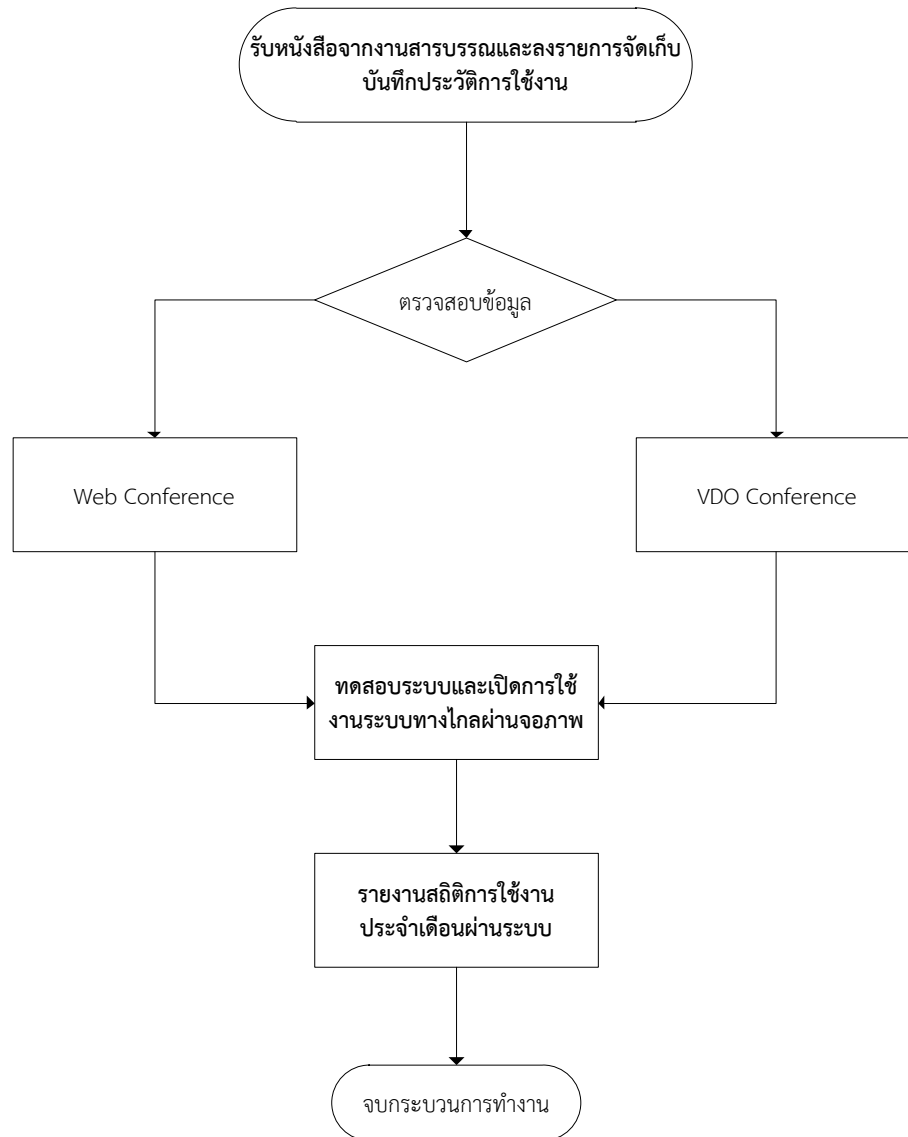 รับหนังสือจากงานสารบรรณและลงรายการจัดเก็บ
บันทึกประวัติการใช้งาน
ตรวจสอบข้อมูล
Web Conference
VDO Conference
ทดสอบระบบและเปิดการใช้
งานระบบทางไกลผ่านจอภาพ
รายงานสถิติการใช้งาน
ประจำเดือนผ่านระบบ
จบกระบวนการทำงาน